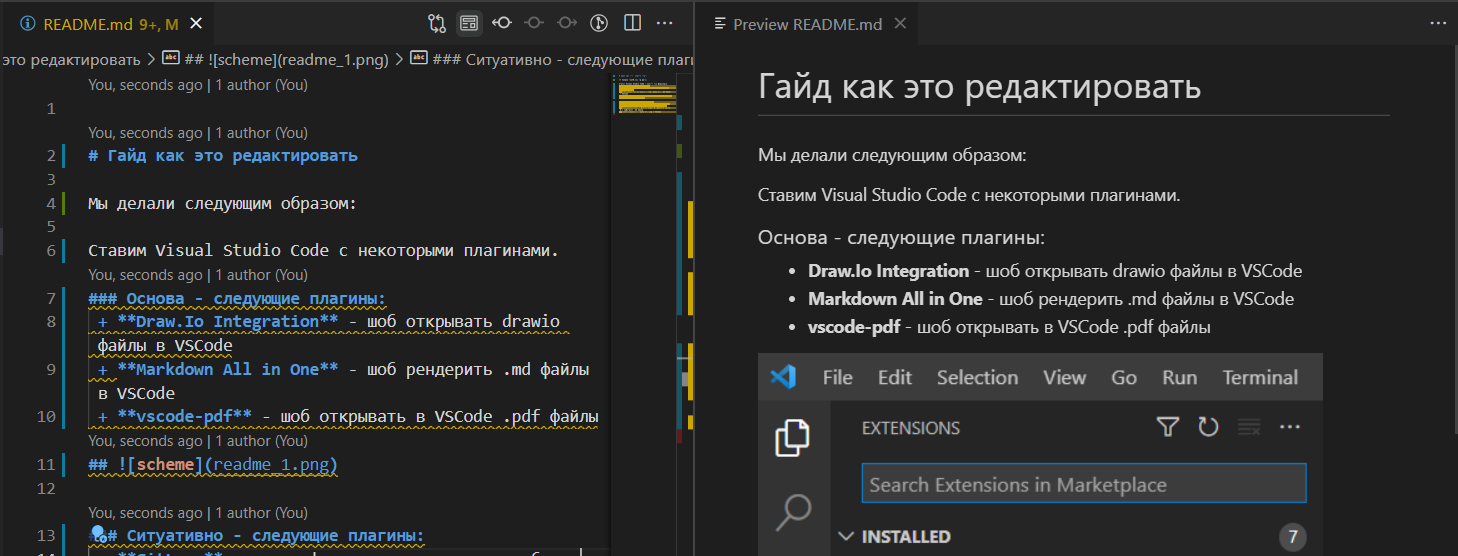 README.md 9+, M
Preview README.md
это редактировать > ## ![scheme](readme_1.png) > ### Ситуативно - следующие плаги
You, seconds ago | 1 author (You)
1
You, seconds ago | 1 author (You)
2 # Гайд как это редактировать
3
4 Мы делали следующим образом:
5
6 Ставим Visual Studio Code с некоторыми плагинами.
You, seconds ago | 1 author (You)
7 ### Основа - следующие плагины:
8 + **Draw.Io Integration** - шоб открывать drawio
файлы в VSCode
9 + **Markdown All in One** - шоб рендерить .md файлы
в VSCode
10 + **vscode-pdf** - шоб открывать в VSCode .pdf файлы
You, seconds ago | 1 author (You)
11 ## ![scheme](readme_1.png)
12
You, seconds ago | 1 author (You)
13 ### Ситуативно - следующие плагины:
Гайд как это редактировать
Мы делали следующим образом:
Ставим Visual Studio Code с некоторыми плагинами.
Основа - следующие плагины:
• Draw.Io Integration - шоб открывать drawio файлы в VSCode
• Markdown All in One - шоб рендерить .md файлы в VSCode
• vscode-pdf - шоб открывать в VSCode .pdf файлы
File Edit Selection View Go Run Terminal
EXTENSIONS
Search Extensions in Marketplace
INSTALLED 7